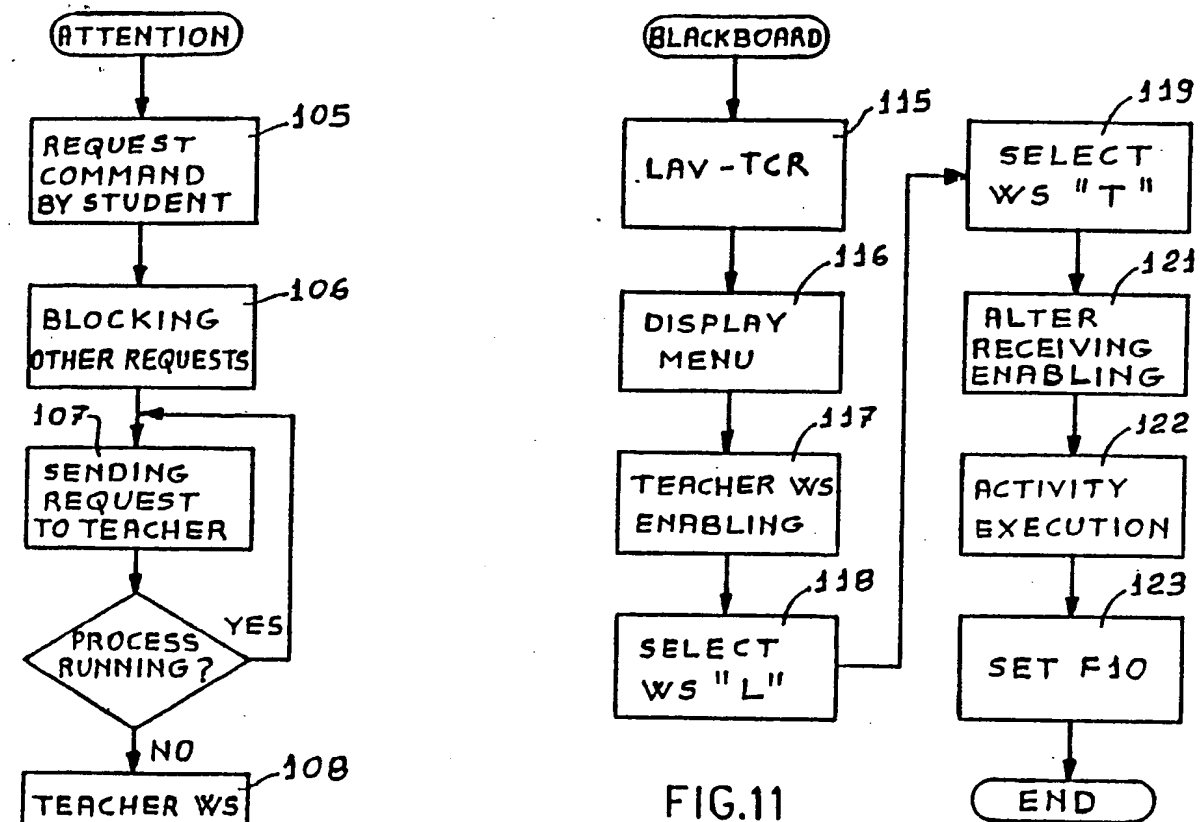 ATTENTION
105
REQUEST
COMMAND
BY STUDENT
106
BLOCKING
OTHER REQUESTS
107
SENDING
REQUEST
TO TEACHER
PROCESS
RUNNING?
YES
NO
108
TEACHER WS
BLACKBOARD
115
LAV-TCR
116
DISPLAY
MENU
117
TEACHER WS
ENABLING
118
SELECT
WS "L"
119
SELECT
WS "T"
121
ALTER
RECEIVING
ENABLING
122
ACTIVITY
EXECUTION
123
SET F10
END
FIG.11